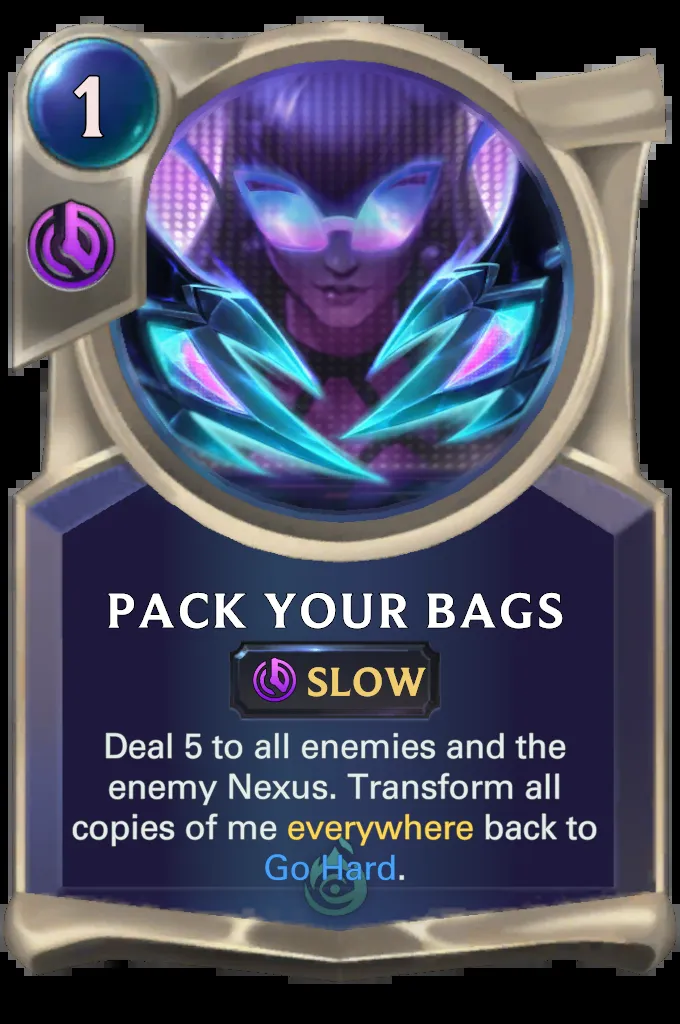 1
PACK YOUR BAGS
SLOW
Deal 5 to all enemies and the
enemy Nexus. Transform all
copies of me everywhere back to
Go Hard.